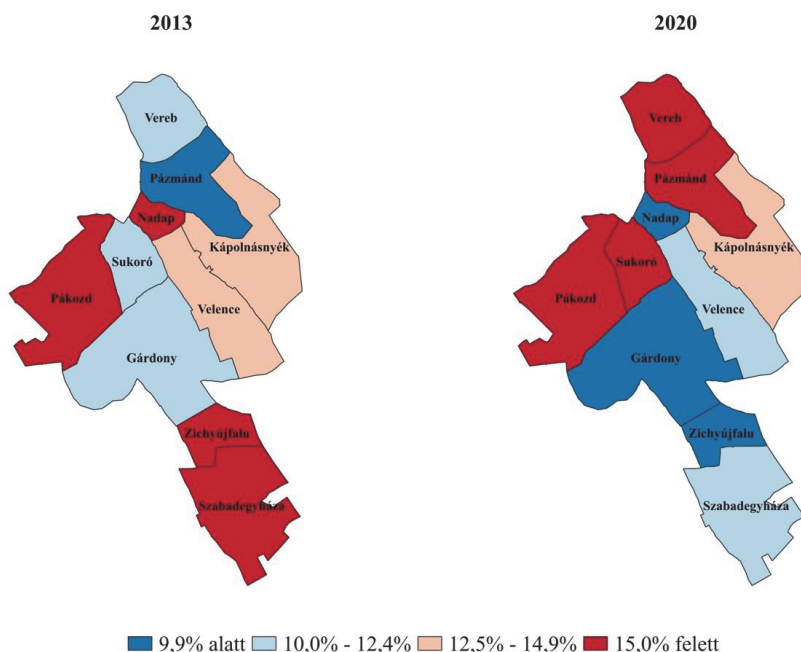 2013
2020
Vereb
Pázmánd
Nadap
Kápolnásnyék
Sukoró
Pákozd
Velence
Gárdony
Zichyújfalu
Szabadegyháza
Vereb
Pázmánd
Nadap
Kápolnásnyék
Sukoró
Pákozd
Velence
Gárdony
Zichyújfalu
Szabadegyháza
9,9% alatt 10,0% - 12,4% 12,5% - 14,9% 15,0% felett